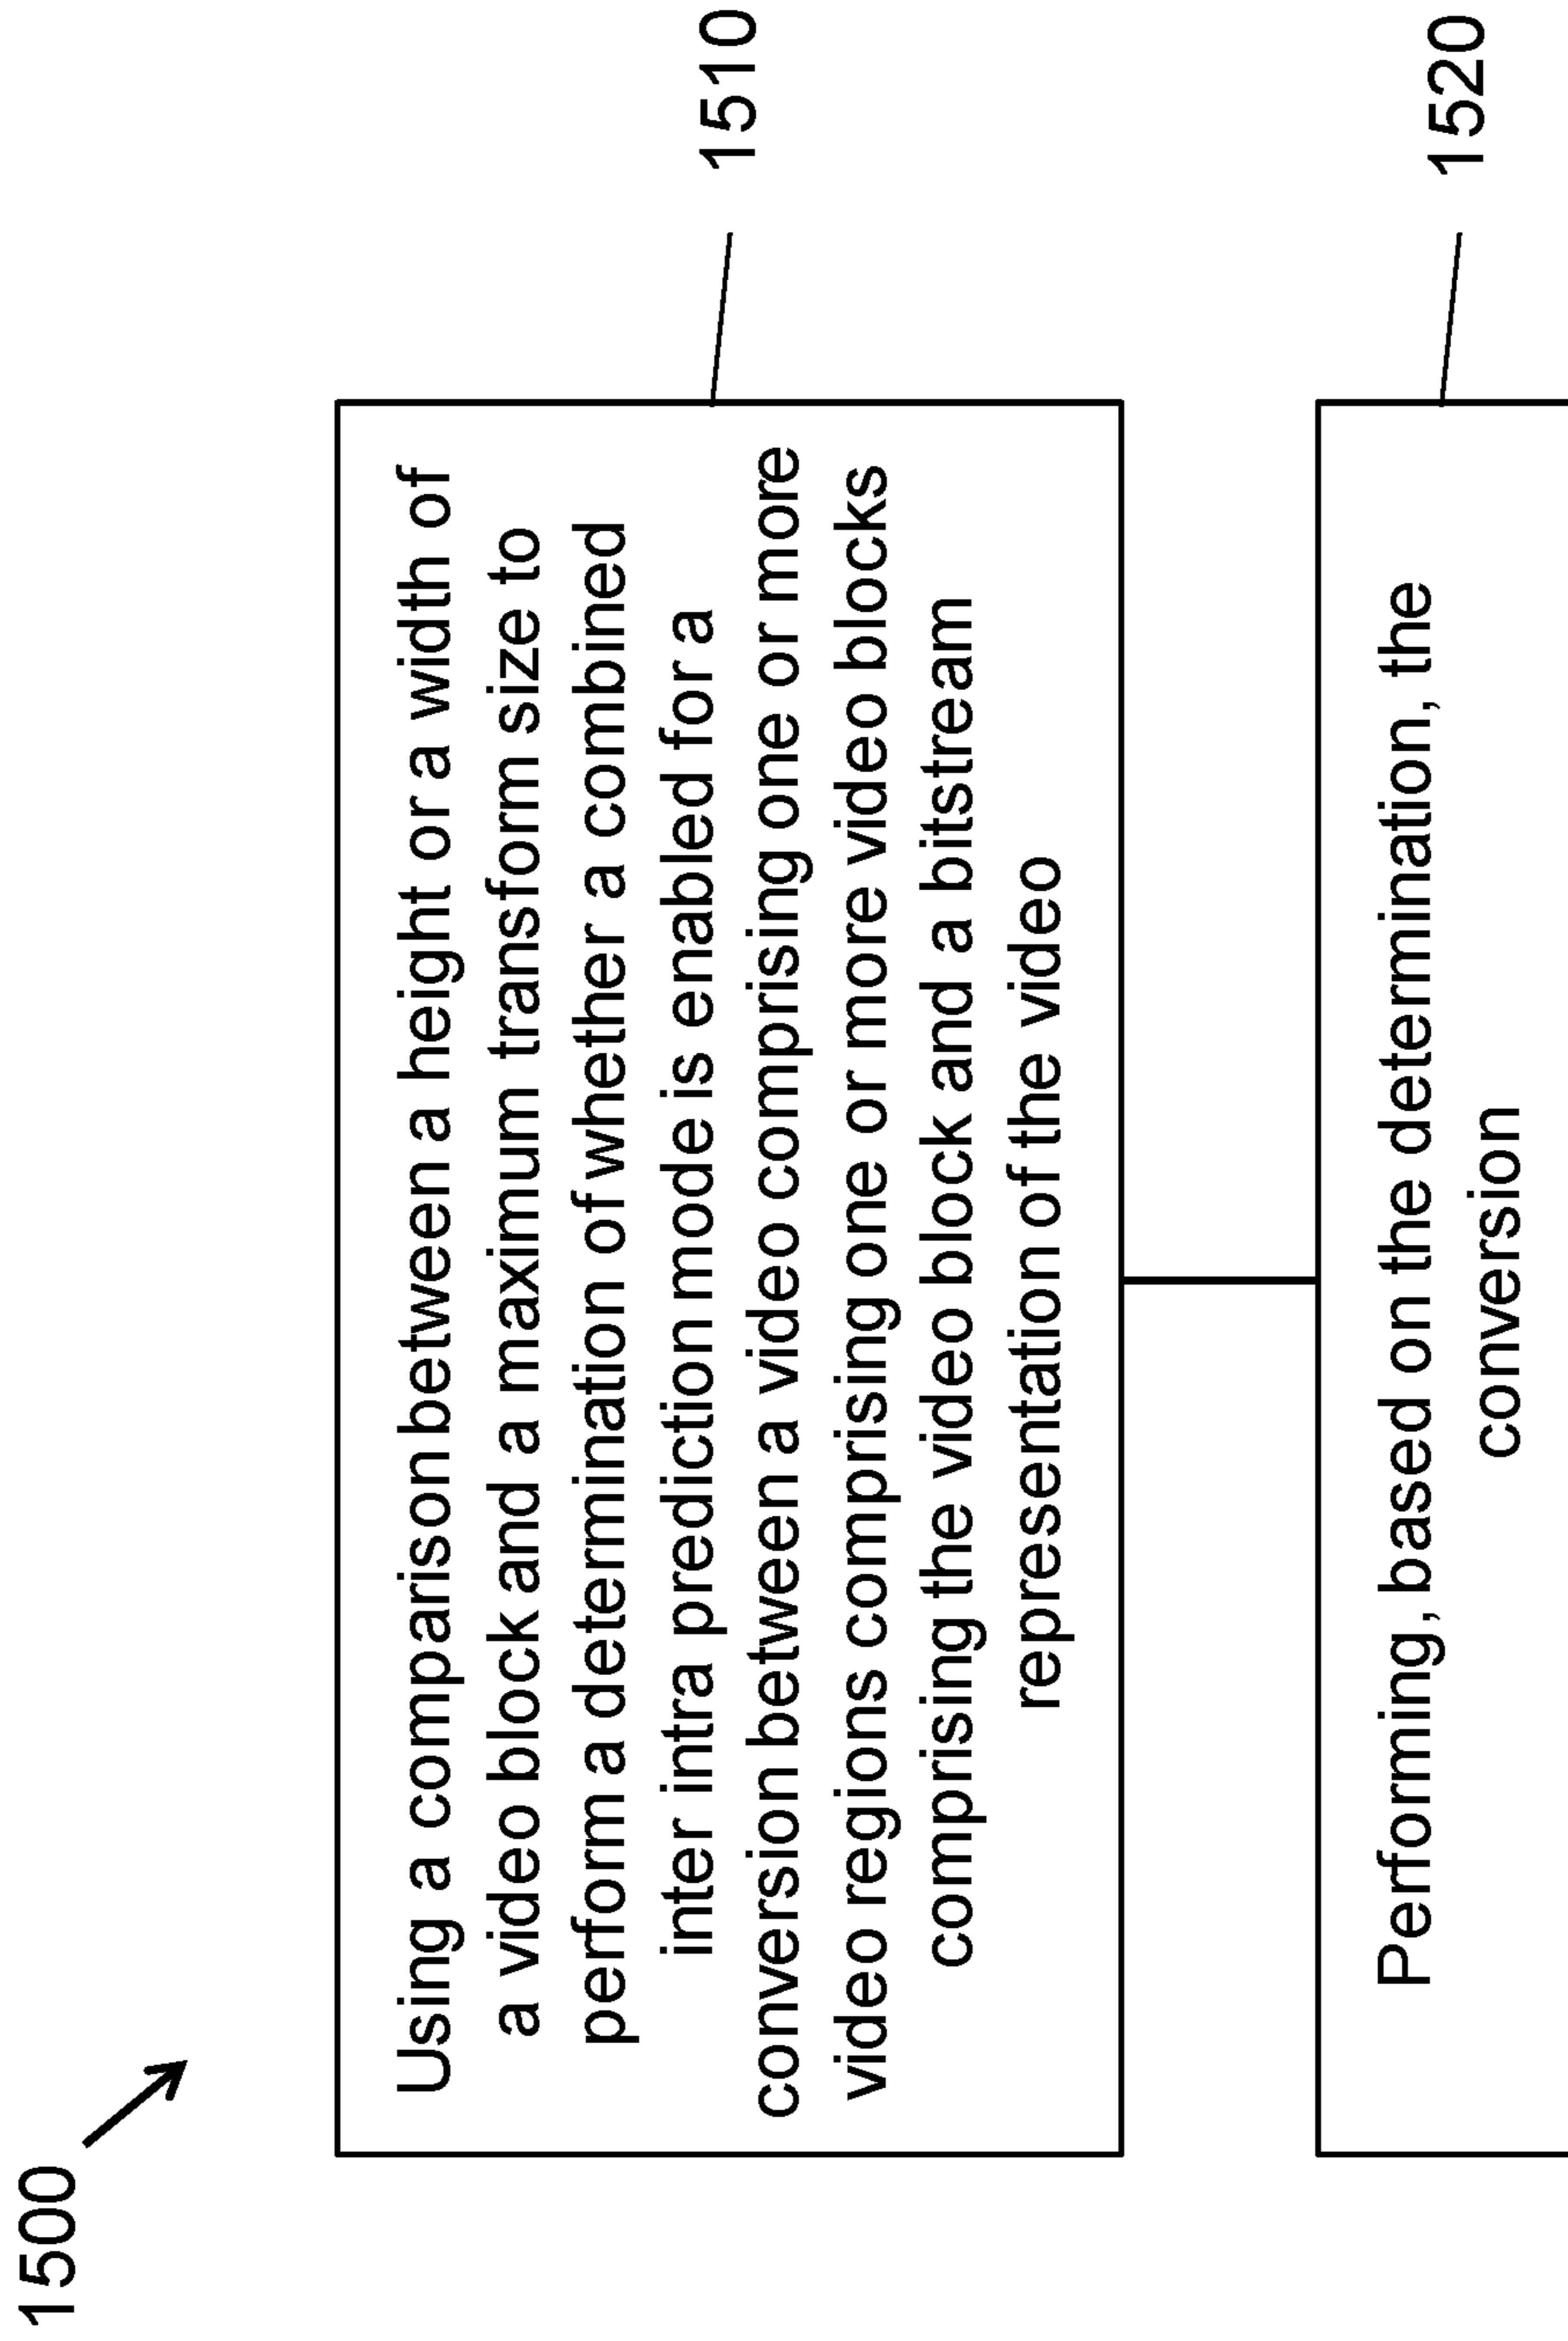 1500
Using a comparison between a height or a width of
a video block and a maximum transform size to
perform a determination of whether a combined
inter intra prediction mode is enabled for a
conversion between a video comprising one or more
video regions comprising one or more video blocks
comprising the video block and a bitstream
representation of the video
1510
Performing, based on the determination, the
conversion
1520